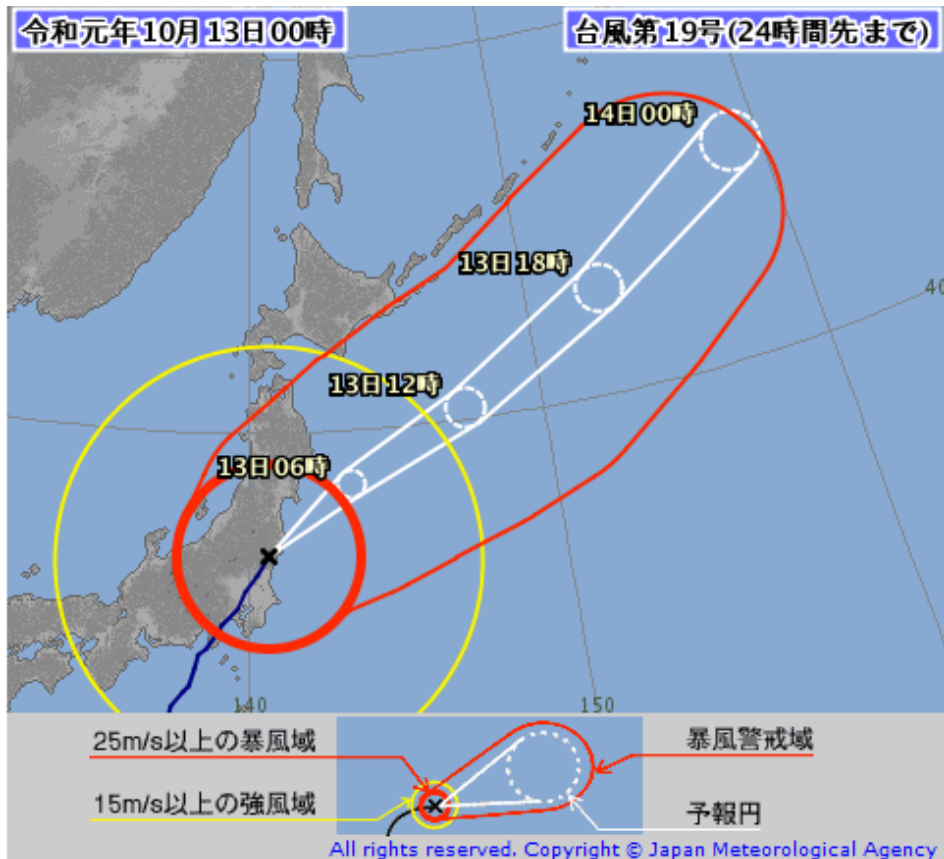 令和元年10月13日00時
台風第19号(24時間先まで)
14日00時
13日18時
40
13日12時
13日06時
140
150
25m/s以上の暴風域
暴風警戒域
15m/s以上の強風域
予報円
All rights reserved. Copyright © Japan Meteorological Agency